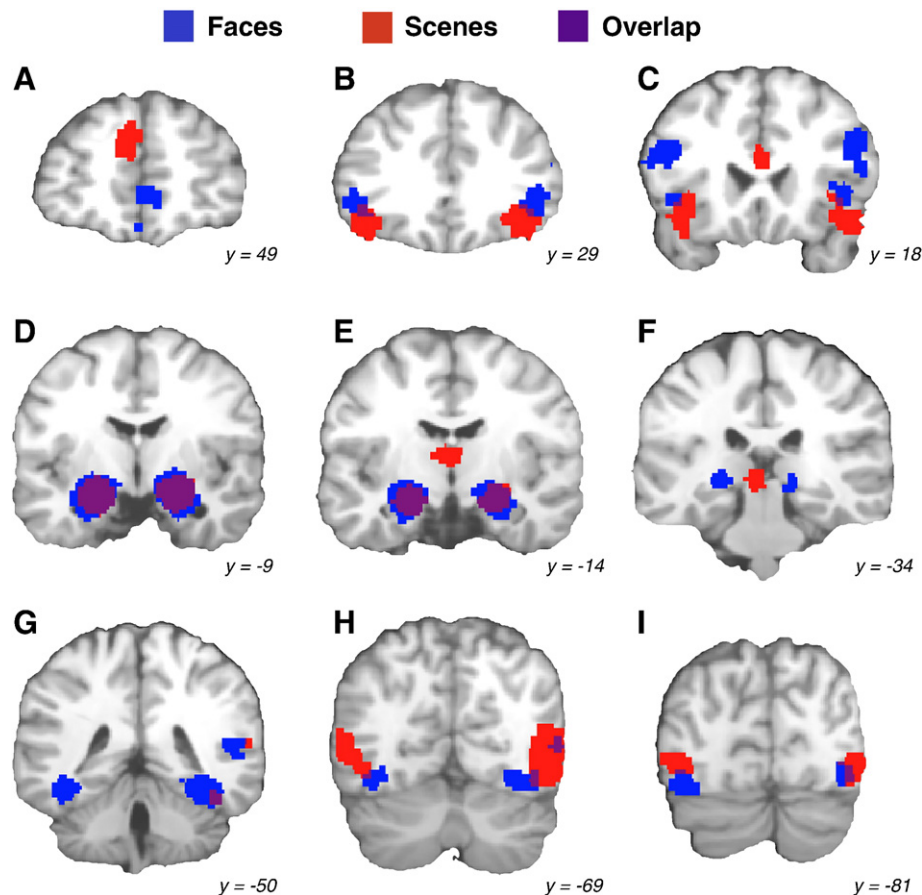 Faces Scenes Overlap
A B C
y = 49 y = 29 y = 18
D E F
y = -9 y = -14 y = -34
G H I
y = -50 y = -69 y = -81